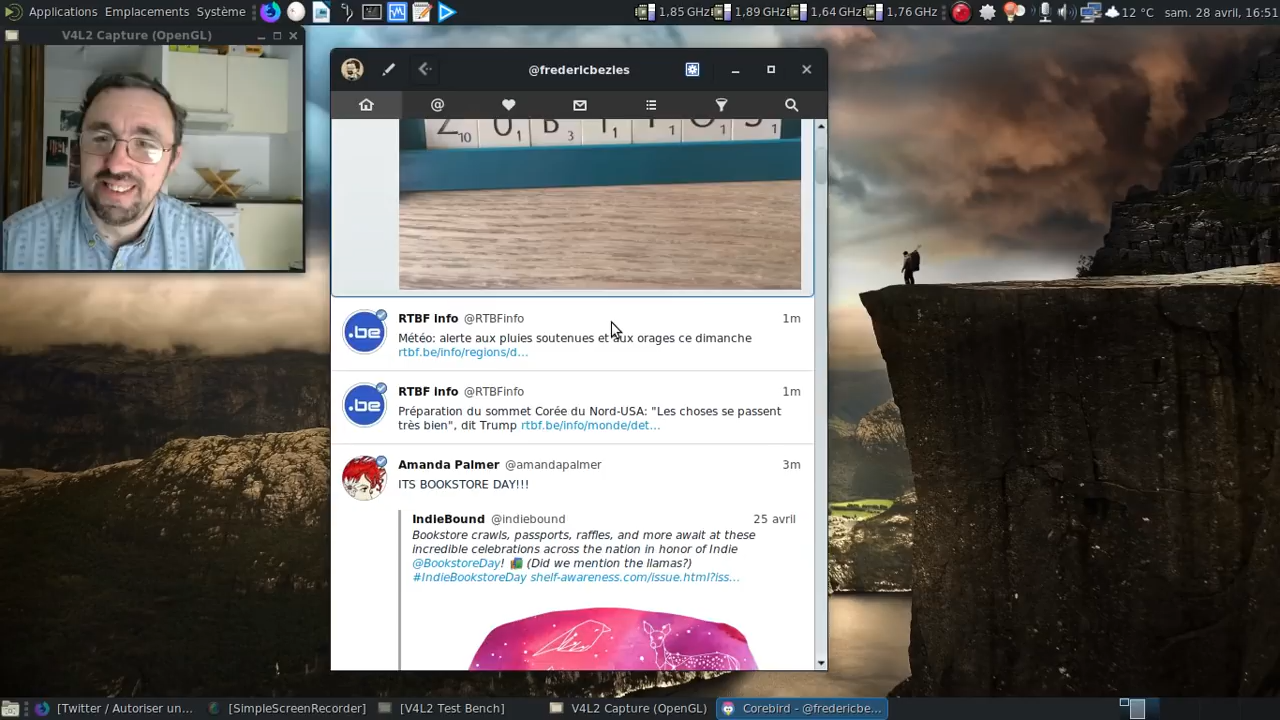 Applications Emplacements Système
1,85 GHz 1,89 GHz 1,64 GHz 1,76 GHz
12 °C sam. 28 avril, 16:51
V4L2 Capture (OpenGL)
@fredericbezies
RTBF info @RTBFinfo 1m
Météo: alerte aux pluies soutenues et aux orages ce dimanche
rtbf.be/info/regions/d…
RTBF info @RTBFinfo 1m
Préparation du sommet Corée du Nord-USA: "Les choses se passent
très bien", dit Trump rtbf.be/info/monde/det…
Amanda Palmer @amandapalmer 3m
ITS BOOKSTORE DAY!!!
IndieBound @indiebound 25 avril
Bookstore crawls, passports, raffles, and more await at these
incredible celebrations across the nation in honor of Indie
@BookstoreDay! (Did we mention the llamas?)
#IndieBookstoreDay shelf-awareness.com/issue.html?iss…
.be
.be
[Twitter / Autoriser un…
[SimpleScreenRecorder]
[V4L2 Test Bench]
V4L2 Capture (OpenGL)
Corebird - @fredericbe…